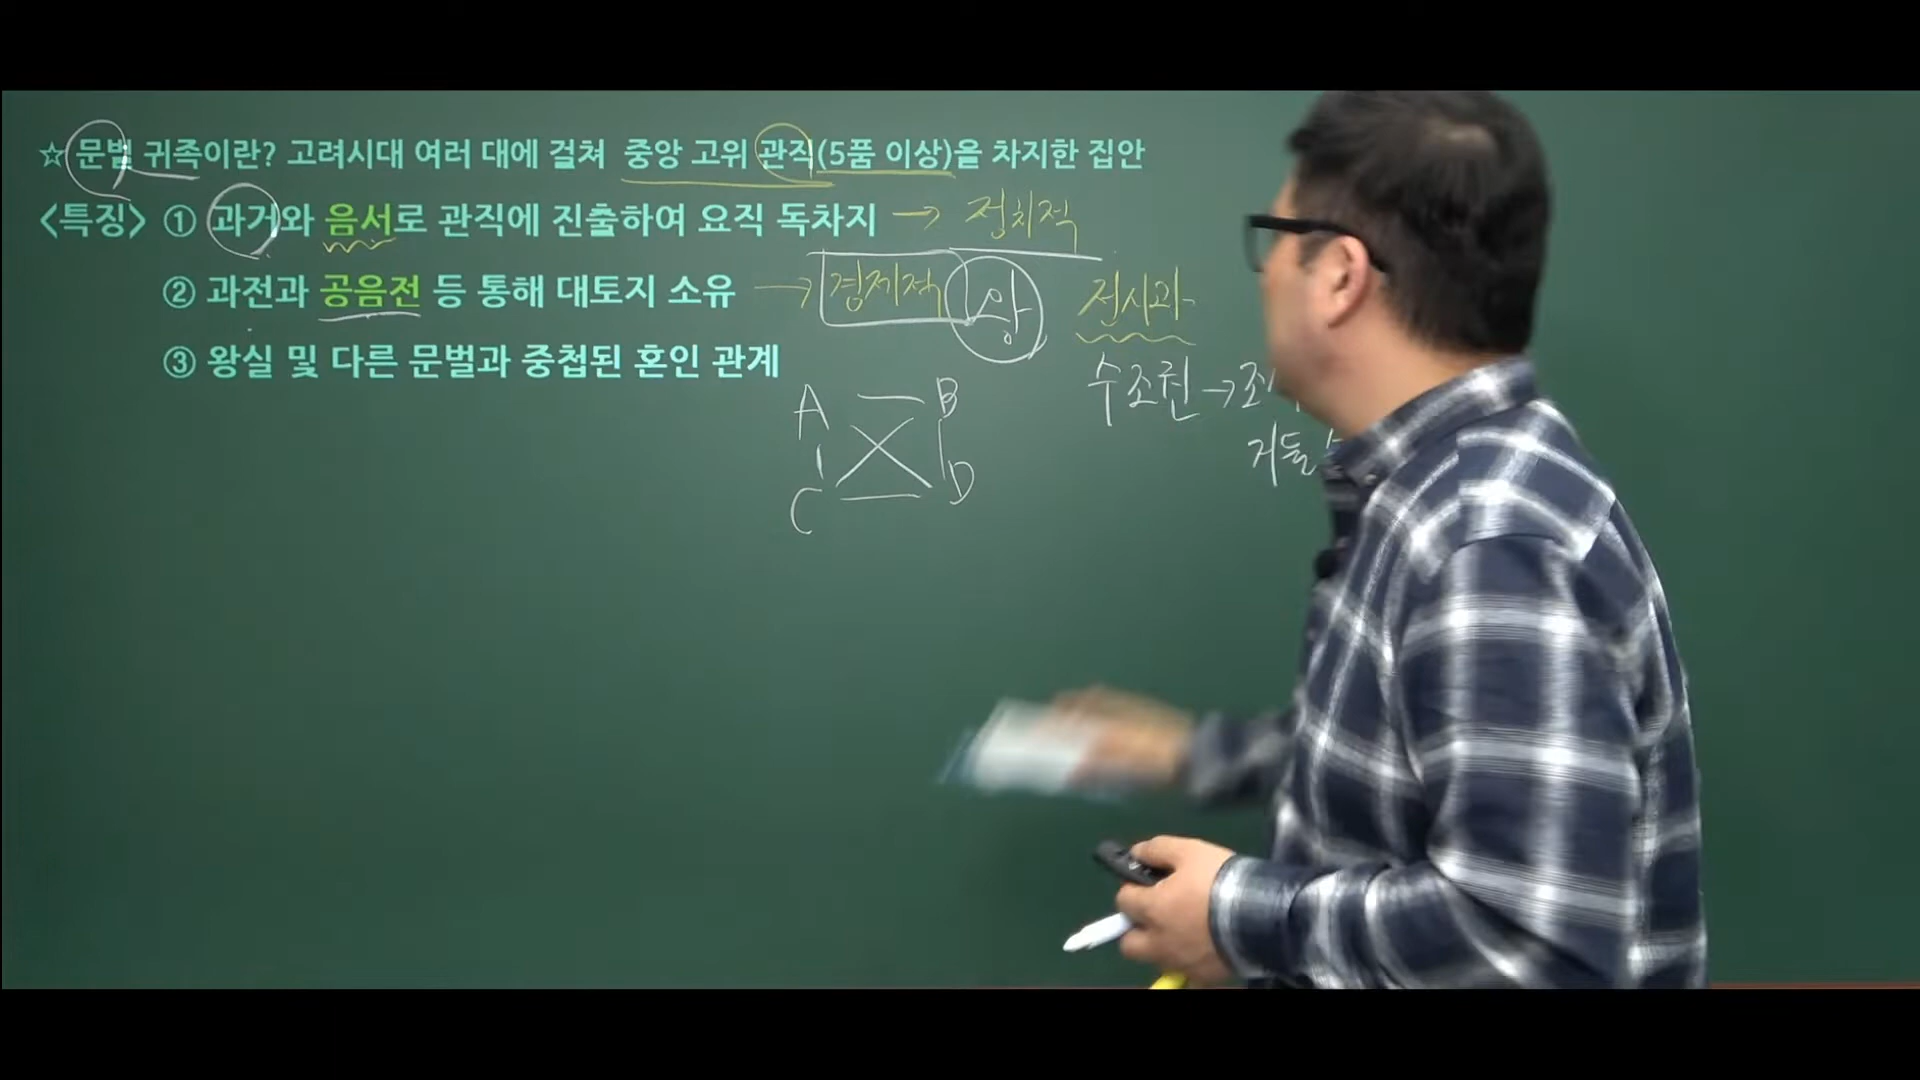 ☆ 문벌 귀족이란? 고려시대 여러 대에 걸쳐 중앙 고위 관직(5품 이상)을 차지한 집안
<특징> ① 과거와 음서로 관직에 진출하여 요직 독차지 → 정치적
② 과전과 공음전 등 통해 대토지 소유 → 경제적 왕 전시과
③ 왕실 및 다른 문벌과 중첩된 혼인 관계
수조권 →
A B
C D